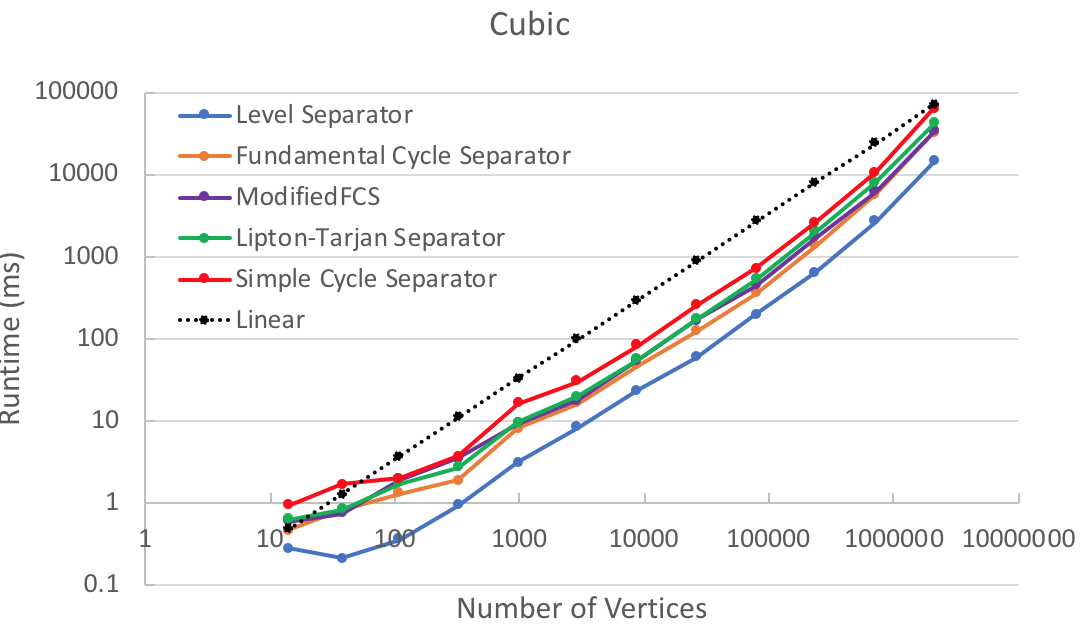 Cubic
100000
10000
1000
100
10
1
0.1
Runtime (ms)
Level Separator
Fundamental Cycle Separator
ModifiedFCS
Lipton-Tarjan Separator
Simple Cycle Separator
Linear
1
10
100
1000
10000
100000
1000000
10000000
Number of Vertices